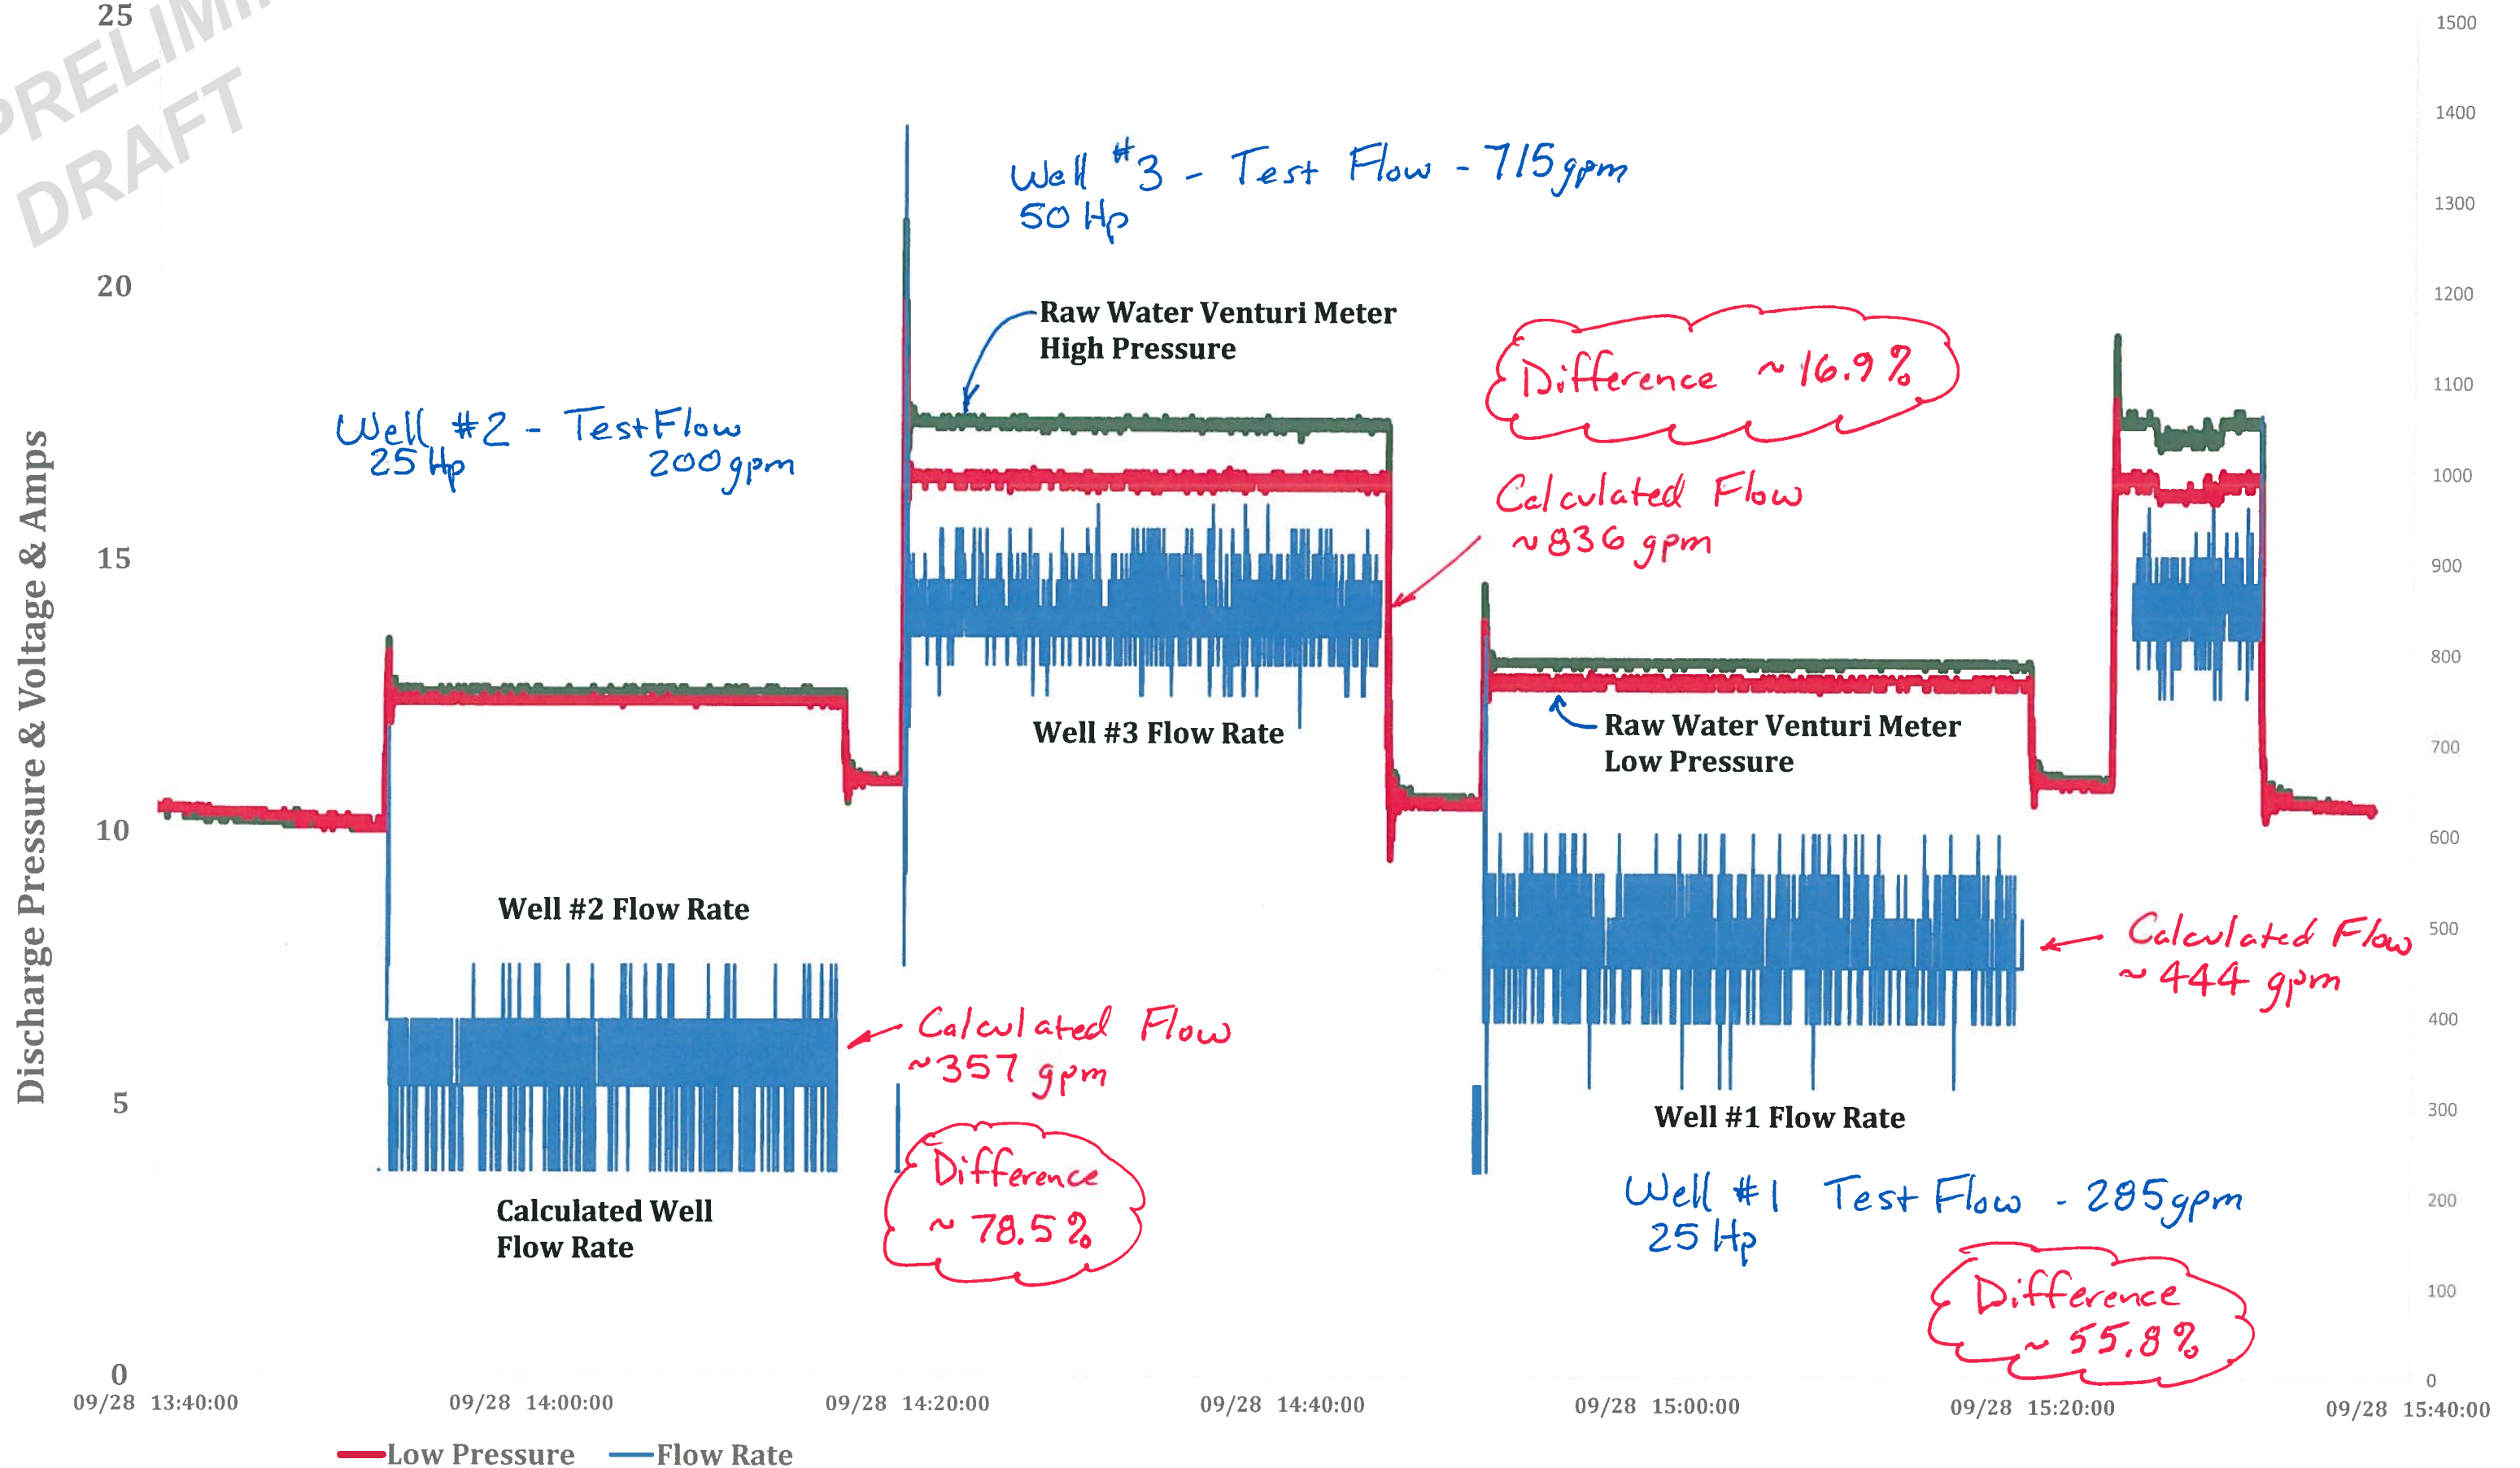 PRELIMI
DRAFT
25
20
15
10
5
0
Discharge Pressure & Voltage & Amps
1500
1400
1300
1200
1100
1000
900
800
700
600
500
400
300
200
100
0
Well #3 - Test Flow - 715gpm
50 Hp
Raw Water Venturi Meter
High Pressure
Difference ~16.9%
Well #2 - Test Flow
25 Hp 200gpm
Calculated Flow
~836 gpm
Well #3 Flow Rate
Raw Water Venturi Meter
Low Pressure
Well #2 Flow Rate
Calculated Flow
~444 gpm
Calculated Flow
~357 gpm
Well #1 Flow Rate
Difference
~78.5%
Calculated Well
Flow Rate
Well #1 Test Flow - 285gpm
25 Hp
Difference
~55.8%
09/28 13:40:00
09/28 14:00:00
09/28 14:20:00
09/28 14:40:00
09/28 15:00:00
09/28 15:20:00
09/28 15:40:00
Low Pressure
Flow Rate